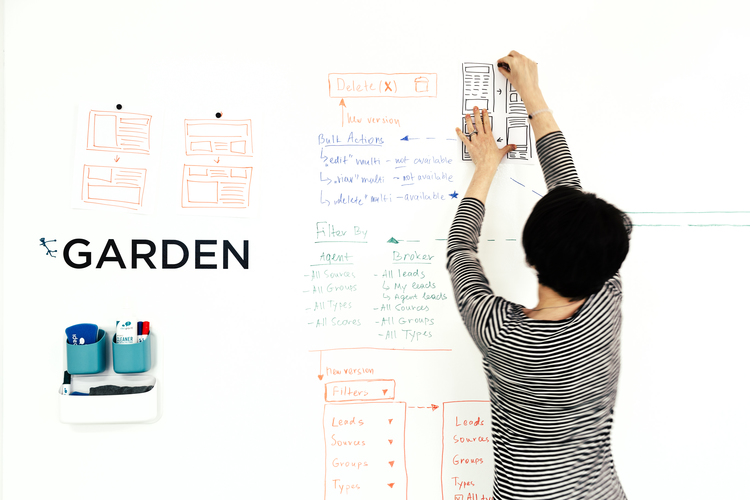 Delete(X)
New version
Bulk Actions
"edit" multi - not available
"view" multi - not available
"delete" multi - available
GARDEN
Filter By
Agent
- All Sources
- All Groups
- All Types
- All Scores
Broker
- All leads
My leads
Agent leads
- All Sources
- All Groups
- All Types
CLEANER
New version
Filters
Leads
Sources
Groups
Types
Leads
Sources
Groups
Types
All